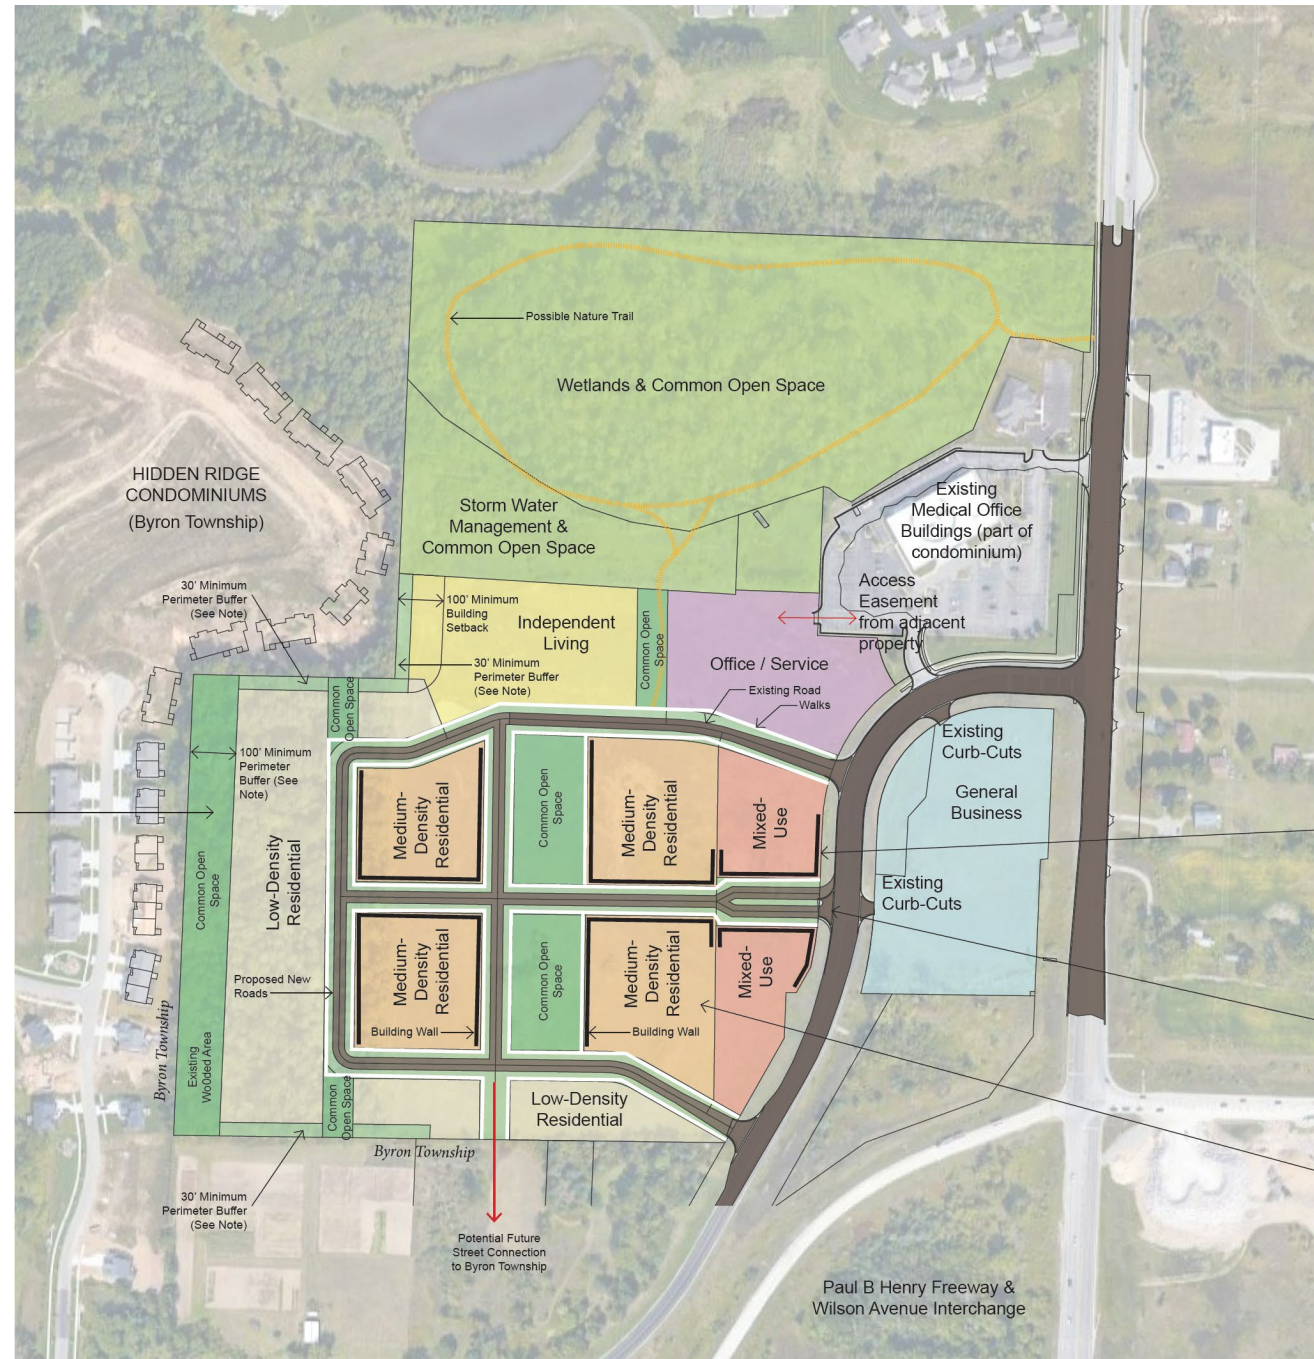 Possible Nature Trail
Wetlands & Common Open Space
HIDDEN RIDGE
CONDOMINIUMS
(Byron Township)
Storm Water
Management &
Common Open Space
Existing
Medical Office
Buildings (part of
condominium)
Access
Easement
from adjacent
property
30' Minimum
Perimeter Buffer
(See Note)
100' Minimum
Building
Setback
Independent
Living
30' Minimum
Perimeter Buffer
(See Note)
Common Open
Space
Office / Service
Existing Road
Walks
Common
Open Space
100' Minimum
Perimeter
Buffer (See
Note)
Existing
Curb-Cuts
General
Business
Medium-
Density
Residential
Common Open
Space
Medium-
Density
Residential
Mixed-
Use
Low-Density
Residential
Common Open
Space
Existing
Curb-Cuts
Medium-
Density
Residential
Common Open
Space
Medium-
Density
Residential
Mixed-
Use
Proposed New
Roads
Building Wall
Building Wall
Byron Township
Existing
Wo0ded Area
Common
Open Space
Low-Density
Residential
Byron Township
30' Minimum
Perimeter Buffer
(See Note)
Potential Future
Street Connection
to Byron Township
Paul B Henry Freeway &
Wilson Avenue Interchange